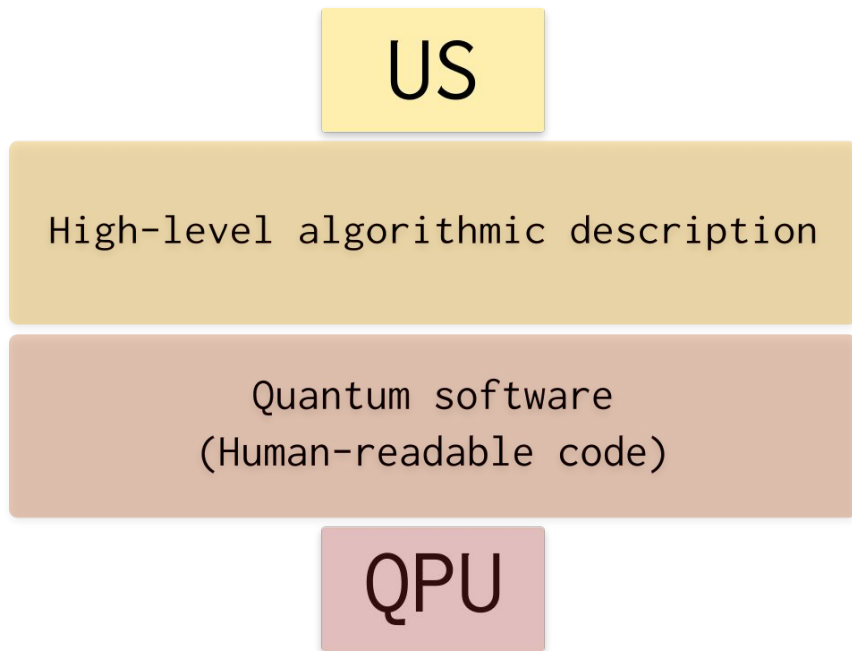 US
High-level algorithmic description
Quantum software
(Human-readable code)
QPU